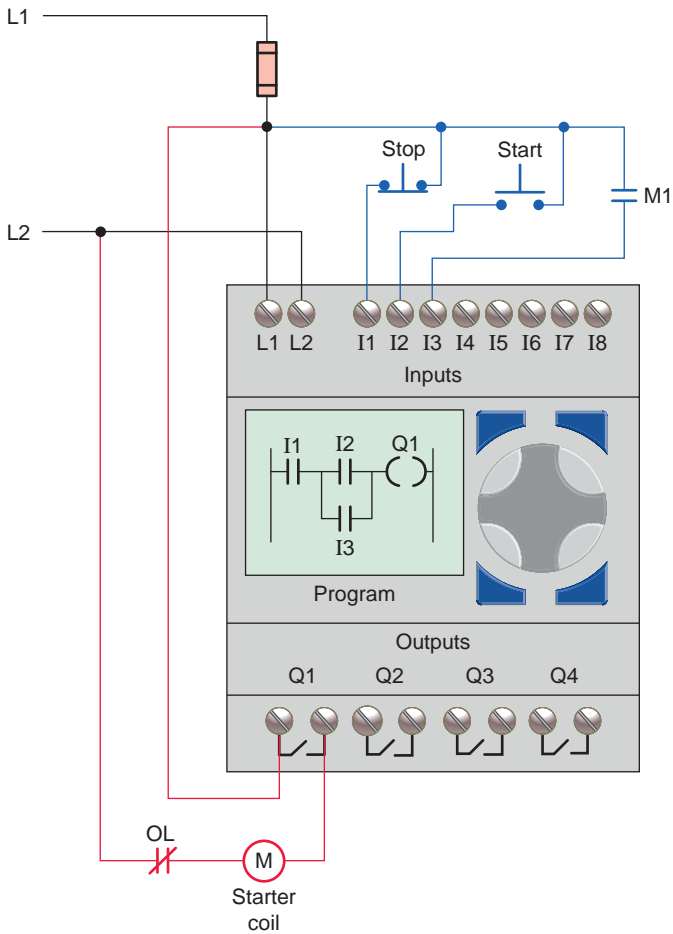 L1
Stop
Start
M1
L2
L1 L2 I1 I2 I3 I4 I5 I6 I7 I8
Inputs
I1 I2 Q1
I3
Program
Outputs
Q1 Q2 Q3 Q4
OL
M
Starter
coil